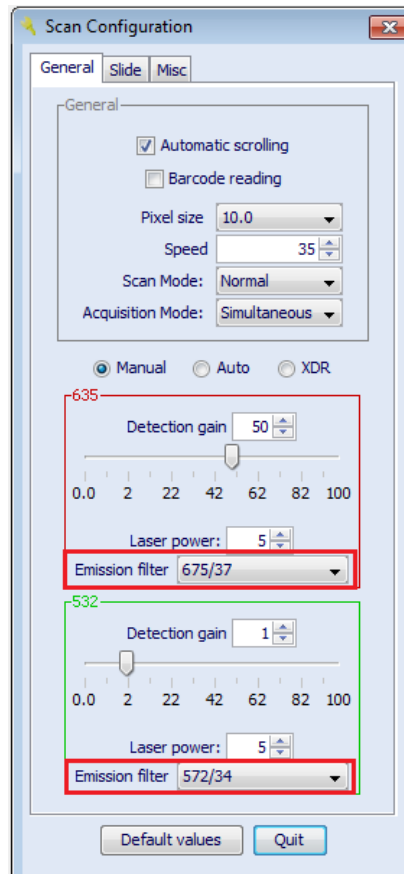 Scan Configuration
General Slide Misc
General
Automatic scrolling
Barcode reading
Pixel size 10.0
Speed 35
Scan Mode: Normal
Acquisition Mode: Simultaneous
Manual Auto XDR
635
Detection gain 50
0.0 2 22 42 62 82 100
Laser power: 5
Emission filter 675/37
532
Detection gain 1
0.0 2 22 42 62 82 100
Laser power: 5
Emission filter 572/34
Default values Quit